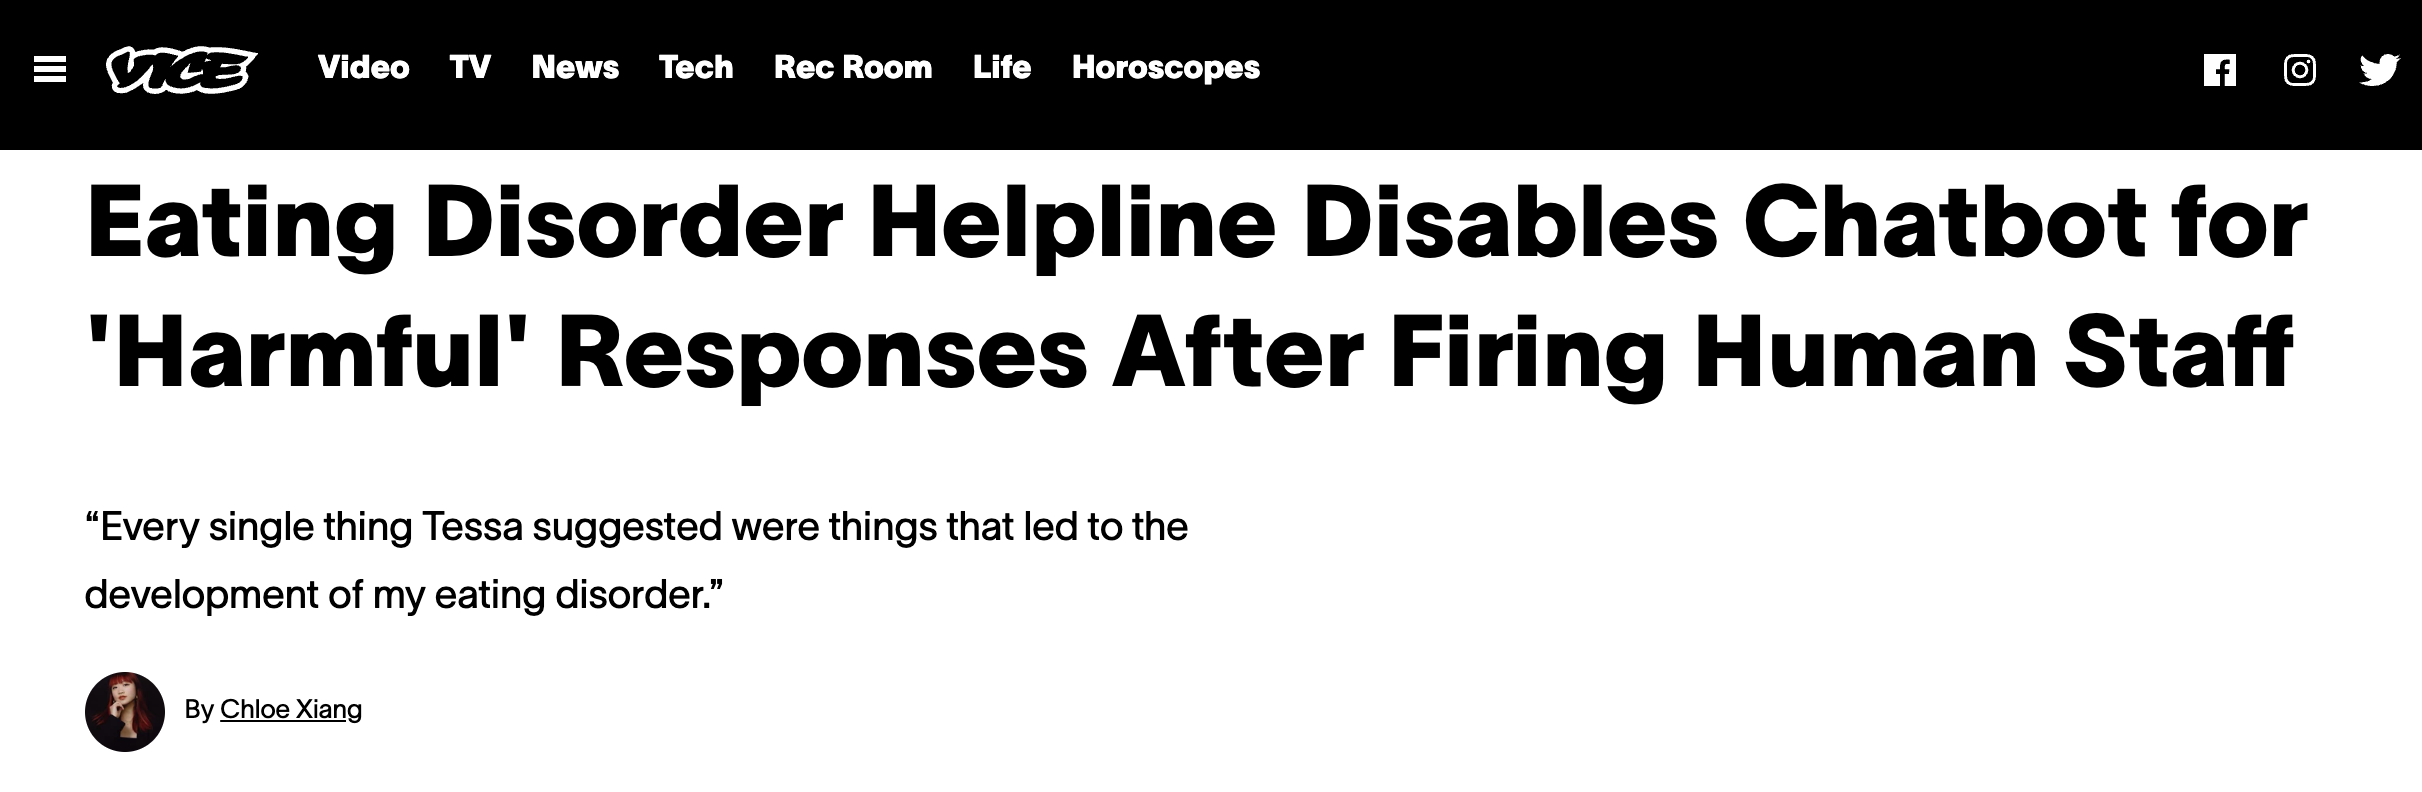 VICE Video TV News Tech Rec Room Life Horoscopes
Eating Disorder Helpline Disables Chatbot for
'Harmful' Responses After Firing Human Staff
“Every single thing Tessa suggested were things that led to the
development of my eating disorder.”
By Chloe Xiang